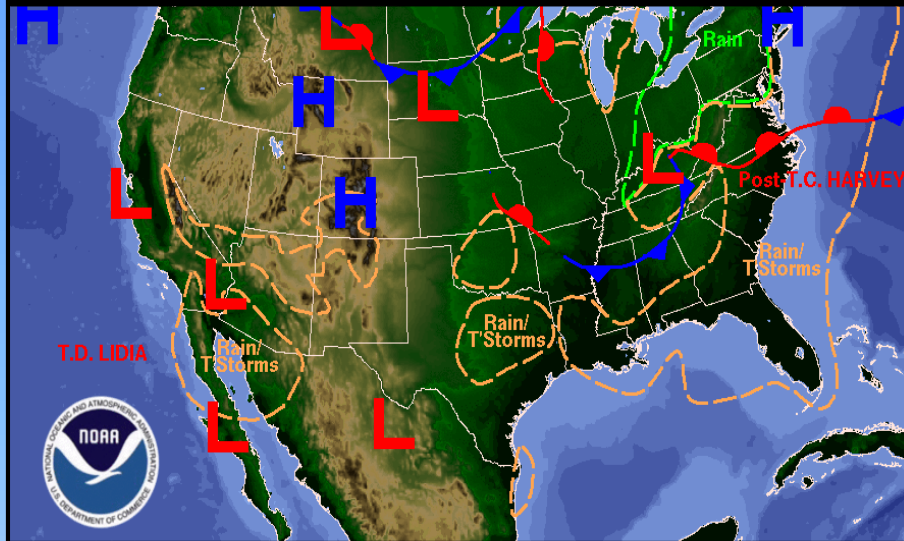 H
H
L
Rain
H
L
L
L
Post-T.C. HARVEY
H
L
Rain/
T'Storms
Rain/
T'Storms
Rain/
T'Storms
T.D. LIDIA
L
L
NATIONAL OCEANIC AND ATMOSPHERIC ADMINISTRATION
NOAA
U.S. DEPARTMENT OF COMMERCE